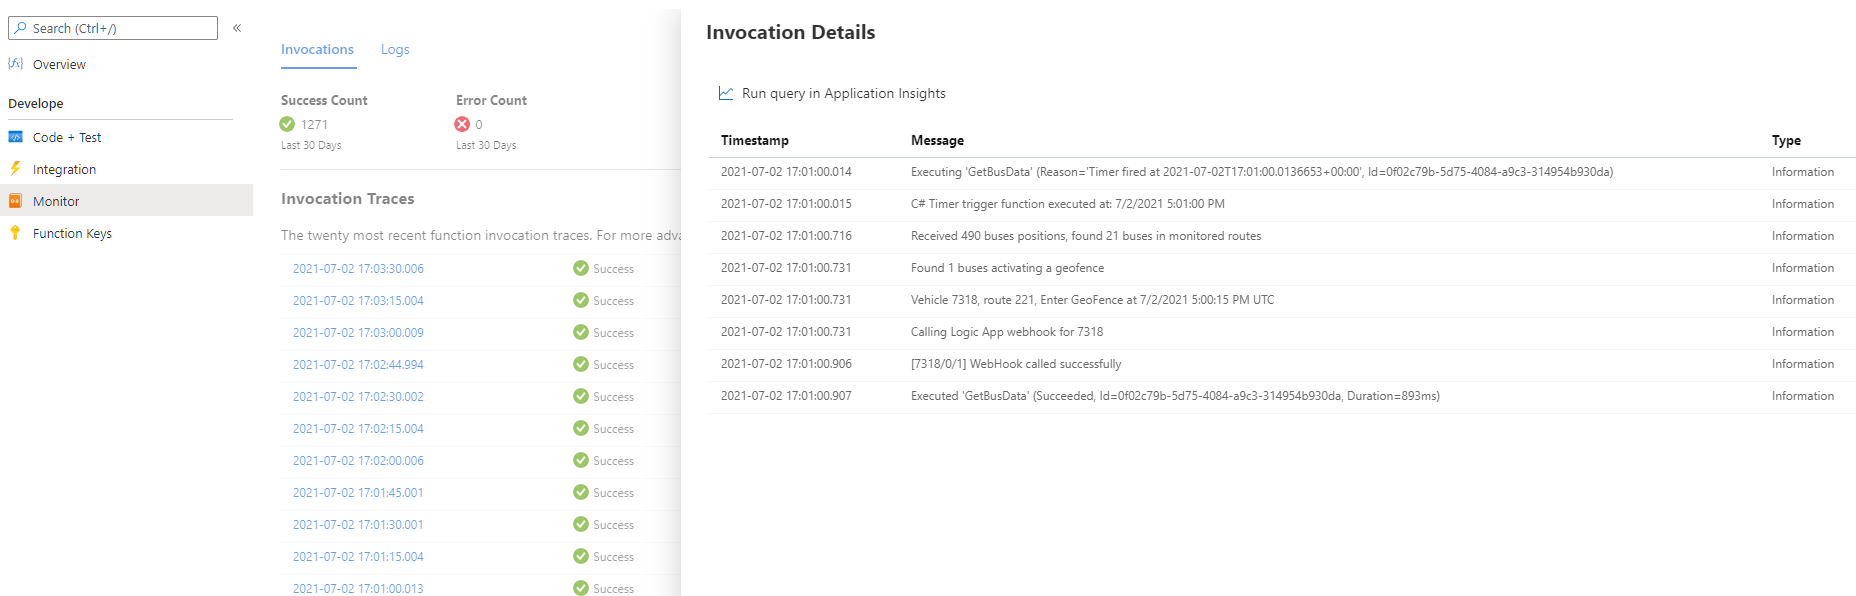 Search (Ctrl+/)
«
Overview
Develope
Code + Test
Integration
Monitor
Function Keys
Invocations
Logs
Success Count
1271
Last 30 Days
Error Count
0
Last 30 Days
Invocation Traces
The twenty most recent function invocation traces. For more adva
2021-07-02 17:03:30.006 Success
2021-07-02 17:03:15.004 Success
2021-07-02 17:03:00.009 Success
2021-07-02 17:02:44.994 Success
2021-07-02 17:02:30.002 Success
2021-07-02 17:02:15.004 Success
2021-07-02 17:02:00.006 Success
2021-07-02 17:01:45.001 Success
2021-07-02 17:01:30.001 Success
2021-07-02 17:01:15.004 Success
2021-07-02 17:01:00.013 Success
Invocation Details
Run query in Application Insights
Timestamp Message Type
2021-07-02 17:01:00.014 Executing 'GetBusData' (Reason='Timer fired at 2021-07-02T17:01:00.0136653+00:00', Id=0f02c79b-5d75-4084-a9c3-314954b930da) Information
2021-07-02 17:01:00.015 C# Timer trigger function executed at: 7/2/2021 5:01:00 PM Information
2021-07-02 17:01:00.716 Received 490 buses positions, found 21 buses in monitored routes Information
2021-07-02 17:01:00.731 Found 1 buses activating a geofence Information
2021-07-02 17:01:00.731 Vehicle 7318, route 221, Enter GeoFence at 7/2/2021 5:00:15 PM UTC Information
2021-07-02 17:01:00.731 Calling Logic App webhook for 7318 Information
2021-07-02 17:01:00.906 [7318/0/1] WebHook called successfully Information
2021-07-02 17:01:00.907 Executed 'GetBusData' (Succeeded, Id=0f02c79b-5d75-4084-a9c3-314954b930da, Duration=893ms) Information